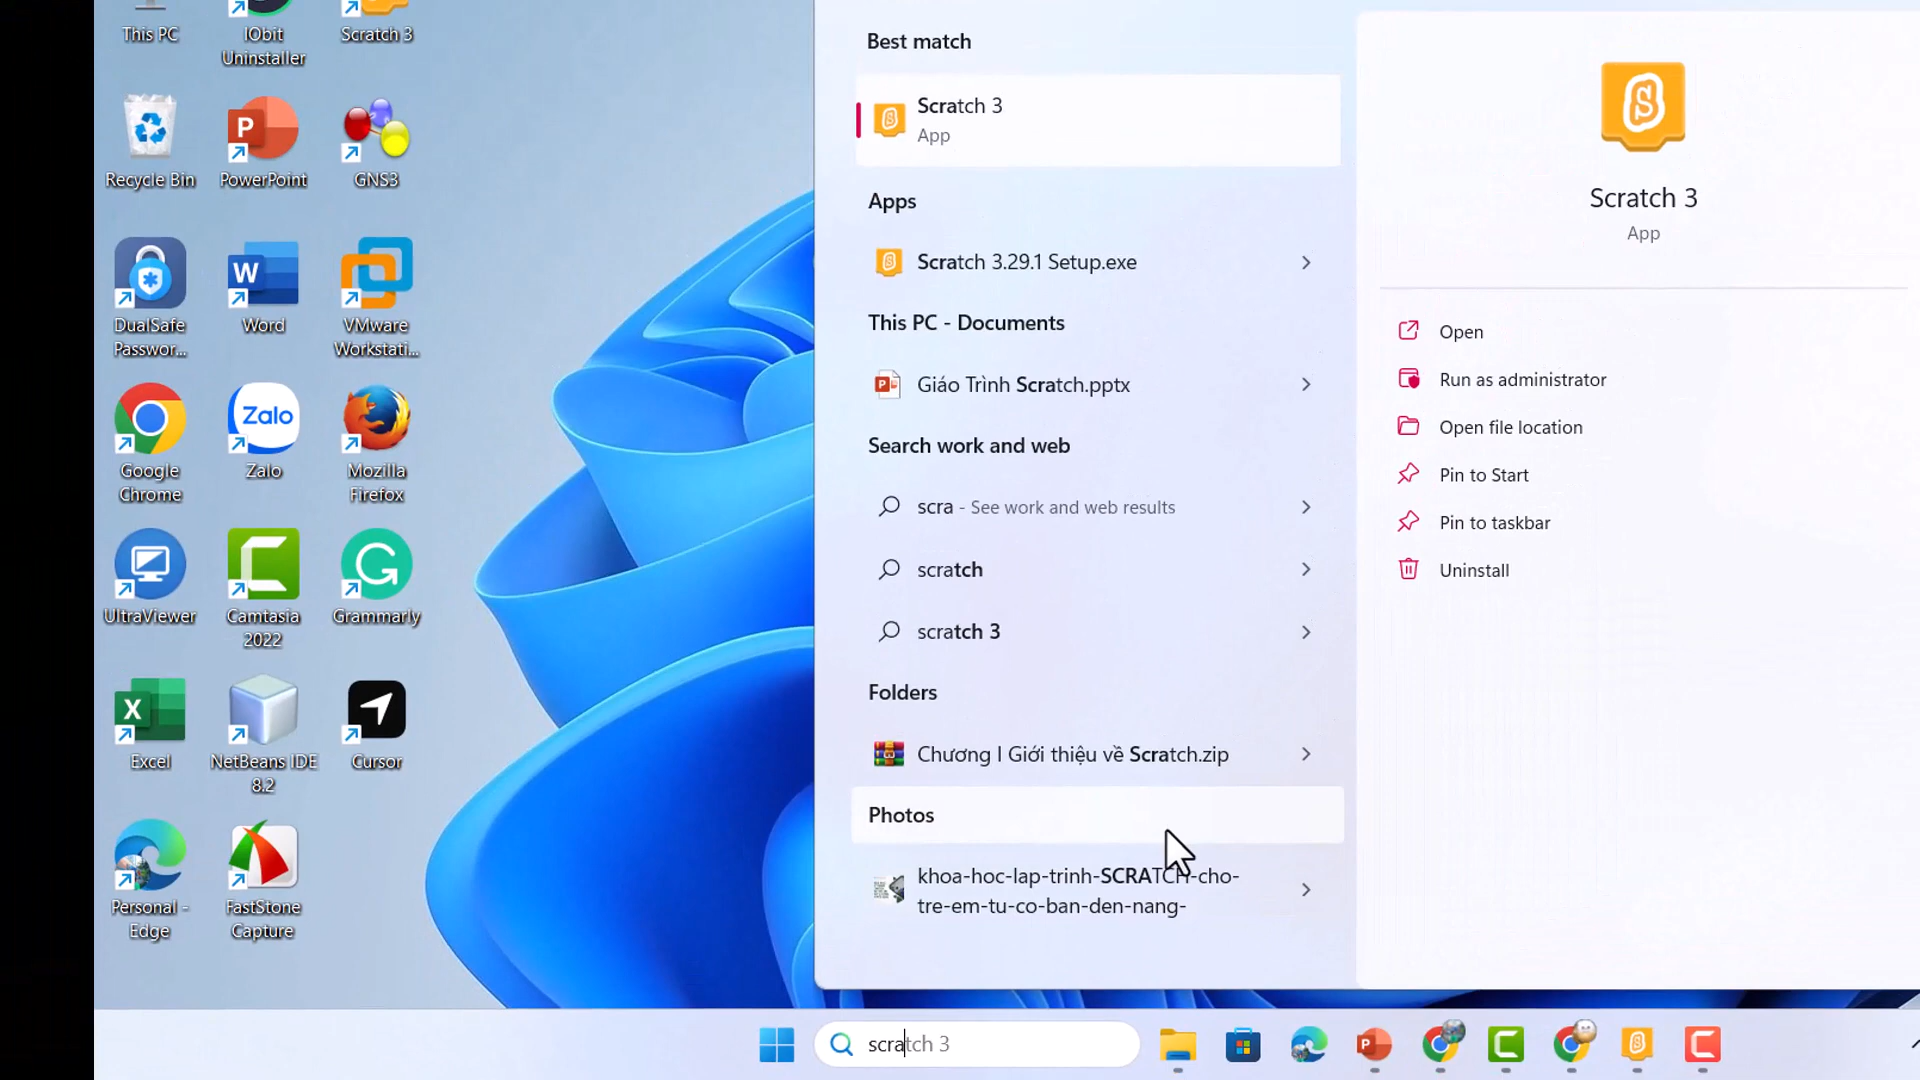 This PC
IObit
Uninstaller
Scratch 3
Recycle Bin
PowerPoint
GNS3
DualSafe
Passwor...
Word
VMware
Workstati...
Google
Chrome
Zalo
Zalo
Mozilla
Firefox
UltraViewer
Camtasia
2022
Grammarly
Excel
NetBeans IDE
8.2
Cursor
Personal -
Edge
FastStone
Capture
Best match
Scratch 3
App
Apps
Scratch 3.29.1 Setup.exe
This PC - Documents
Giáo Trình Scratch.pptx
Search work and web
scra - See work and web results
scratch
scratch 3
Folders
Chương I Giới thiệu về Scratch.zip
Photos
khoa-hoc-lap-trinh-SCRATCH-cho-
tre-em-tu-co-ban-den-nang-
Scratch 3
App
Open
Run as administrator
Open file location
Pin to Start
Pin to taskbar
Uninstall
scratch 3